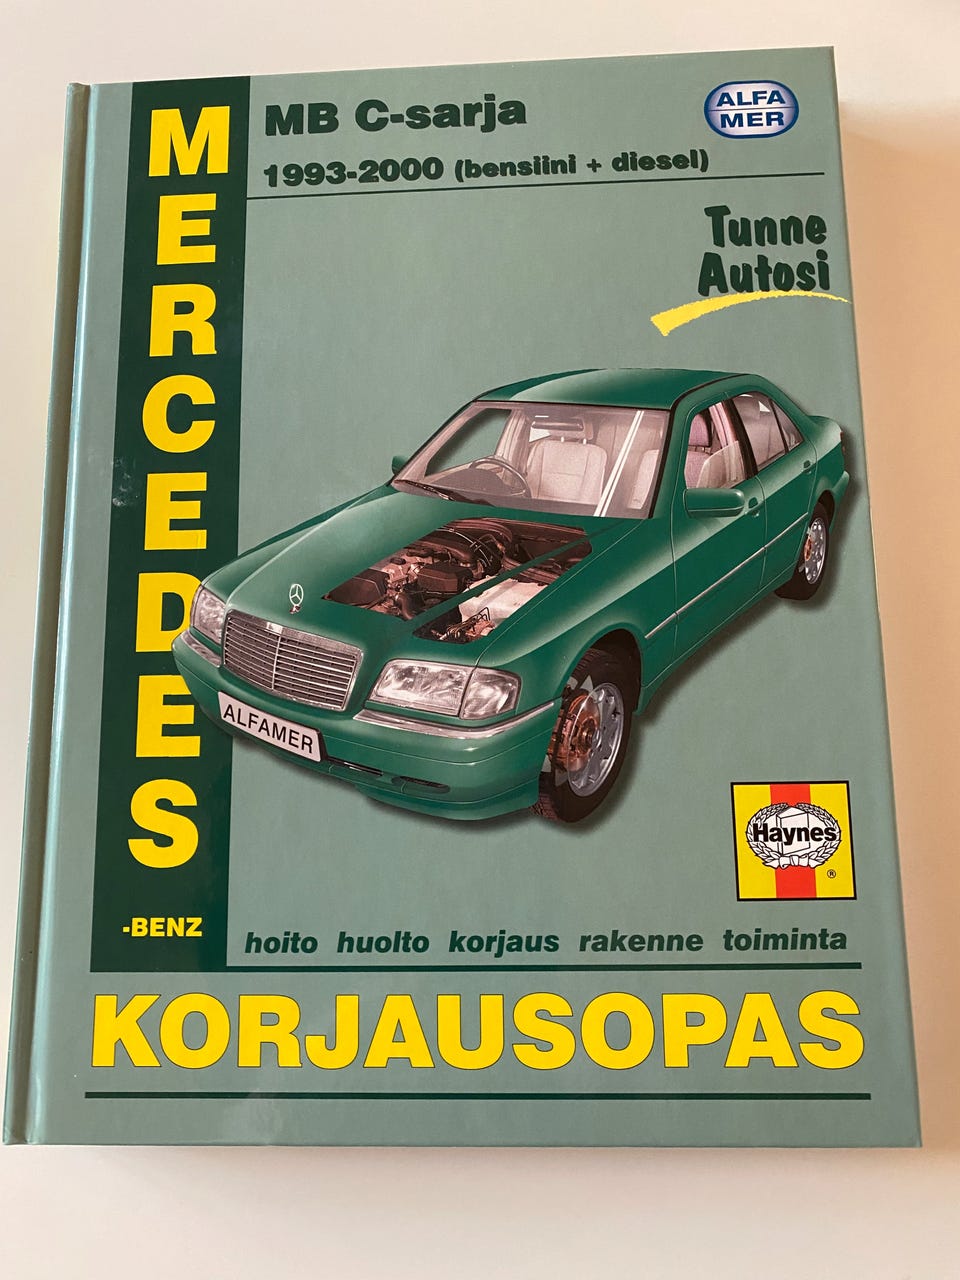 MERCEDES
-BENZ
MB C-sarja
1993-2000 (bensiini + diesel)
ALFA
MER
Tunne
Autosi
ALFAMER
Haynes
®
hoito huolto korjaus rakenne toiminta
KORJAUSOPAS